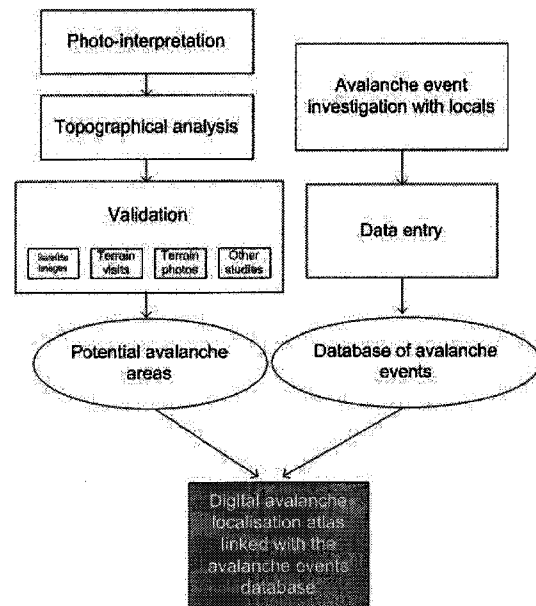 Photo-interpretation
Topographical analysis
Validation
Satellite
images
Terrain
visits
Terrain
photos
Other
studies
Potential avalanche
areas
Avalanche event
investigation with locals
Data entry
Database of avalanche
events
Digital avalanche
localisation atlas
linked with the
avalanche events
database